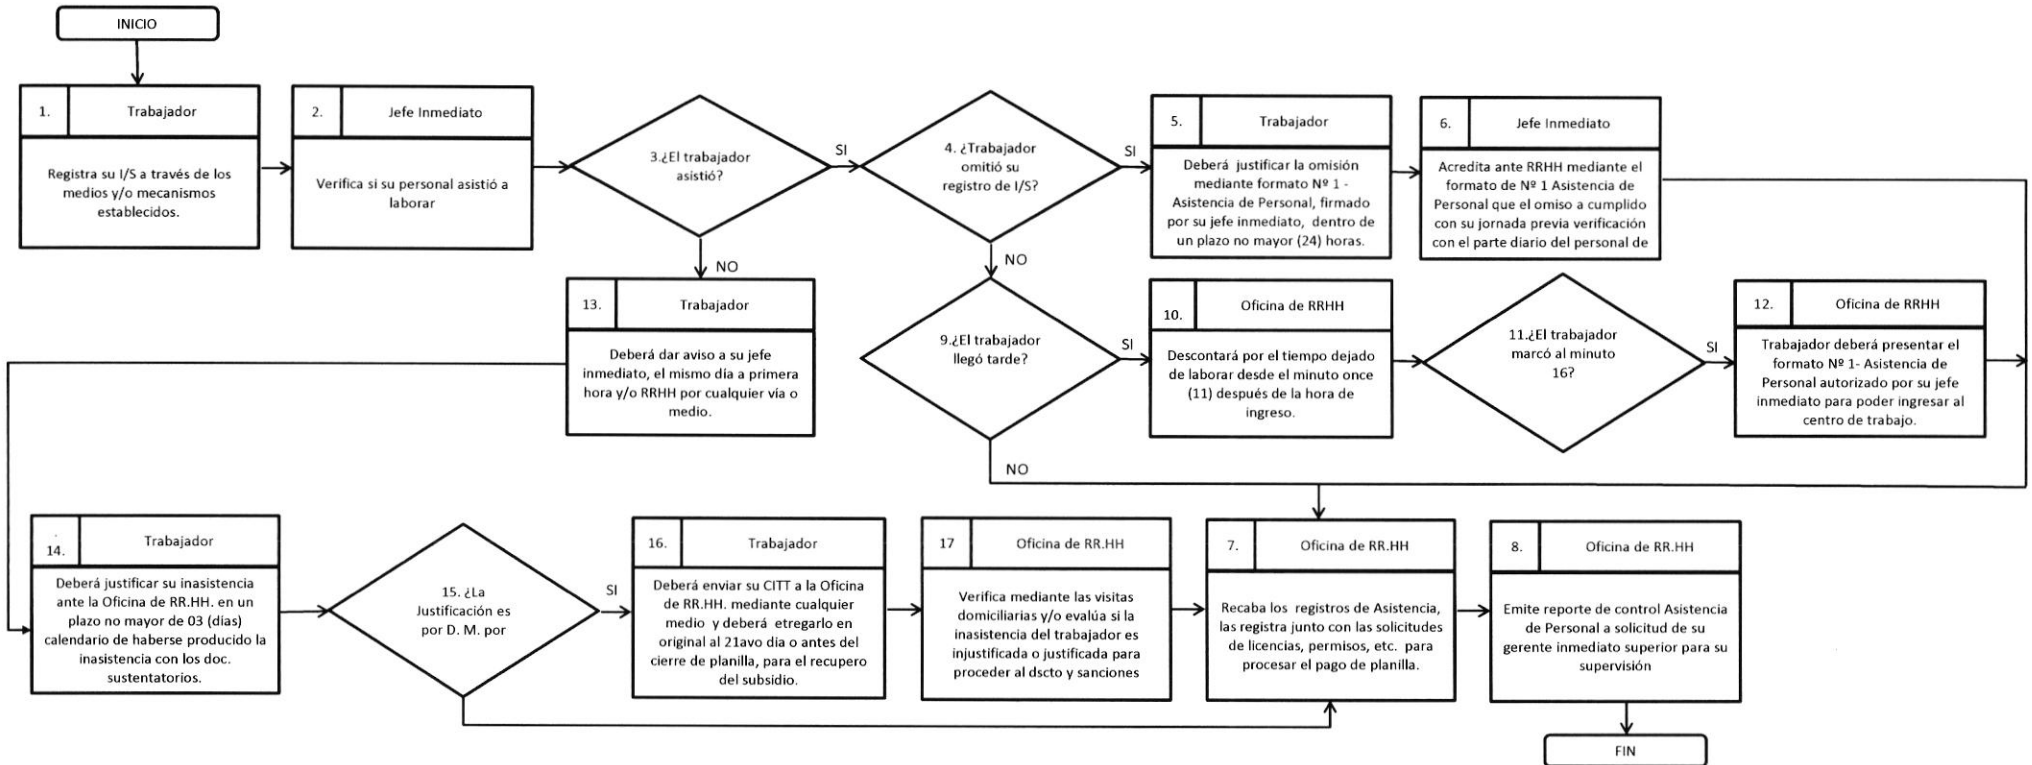 INICIO
1.
Trabajador
Registra su I/S a través de los
medios y/o mecanismos
establecidos.
2.
Jefe Inmediato
Verifica si su personal asistió a
laborar
3.¿El trabajador
asistió?
SI
NO
4. ¿Trabajador
omitió su
registro de I/S?
SI
NO
5.
Trabajador
Deberá justificar la omisión
mediante formato Nº 1 -
Asistencia de Personal, firmado
por su jefe inmediato, dentro de
un plazo no mayor (24) horas.
6.
Jefe Inmediato
Acredita ante RRHH mediante el
formato de Nº 1 Asistencia de
Personal que el omiso a cumplido
con su jornada previa verificación
con el parte diario del personal de
13.
Trabajador
Deberá dar aviso a su jefe
inmediato, el mismo día a primera
hora y/o RRHH por cualquier vía o
medio.
9.¿El trabajador
llegó tarde?
SI
NO
10.
Oficina de RRHH
Descontará por el tiempo dejado
de laborar desde el minuto once
(11) después de la hora de
ingreso.
11.¿El trabajador
marcó al minuto
16?
SI
12.
Oficina de RRHH
Trabajador deberá presentar el
formato Nº 1- Asistencia de
Personal autorizado por su jefe
inmediato para poder ingresar al
centro de trabajo.
14.
Trabajador
Deberá justificar su inasistencia
ante la Oficina de RR.HH. en un
plazo no mayor de 03 (días)
calendario de haberse producido la
inasistencia con los doc.
sustentatorios.
15. ¿La
Justificación es
por D. M. por
SI
16.
Trabajador
Deberá enviar su CITT a la Oficina
de RR.HH. mediante cualquier
medio y deberá etregarlo en
original al 21avo dia o antes del
cierre de planilla, para el recupero
del subsidio.
17
Oficina de RR.HH
Verifica mediante las visitas
domiciliarias y/o evalúa si la
inasistencia del trabajador es
injustificada o justificada para
proceder al dscto y sanciones
7.
Oficina de RR.HH
Recaba los registros de Asistencia,
las registra junto con las solicitudes
de licencias, permisos, etc. para
procesar el pago de planilla.
8.
Oficina de RR.HH
Emite reporte de control Asistencia
de Personal a solicitud de su
gerente inmediato superior para su
supervisión
FIN